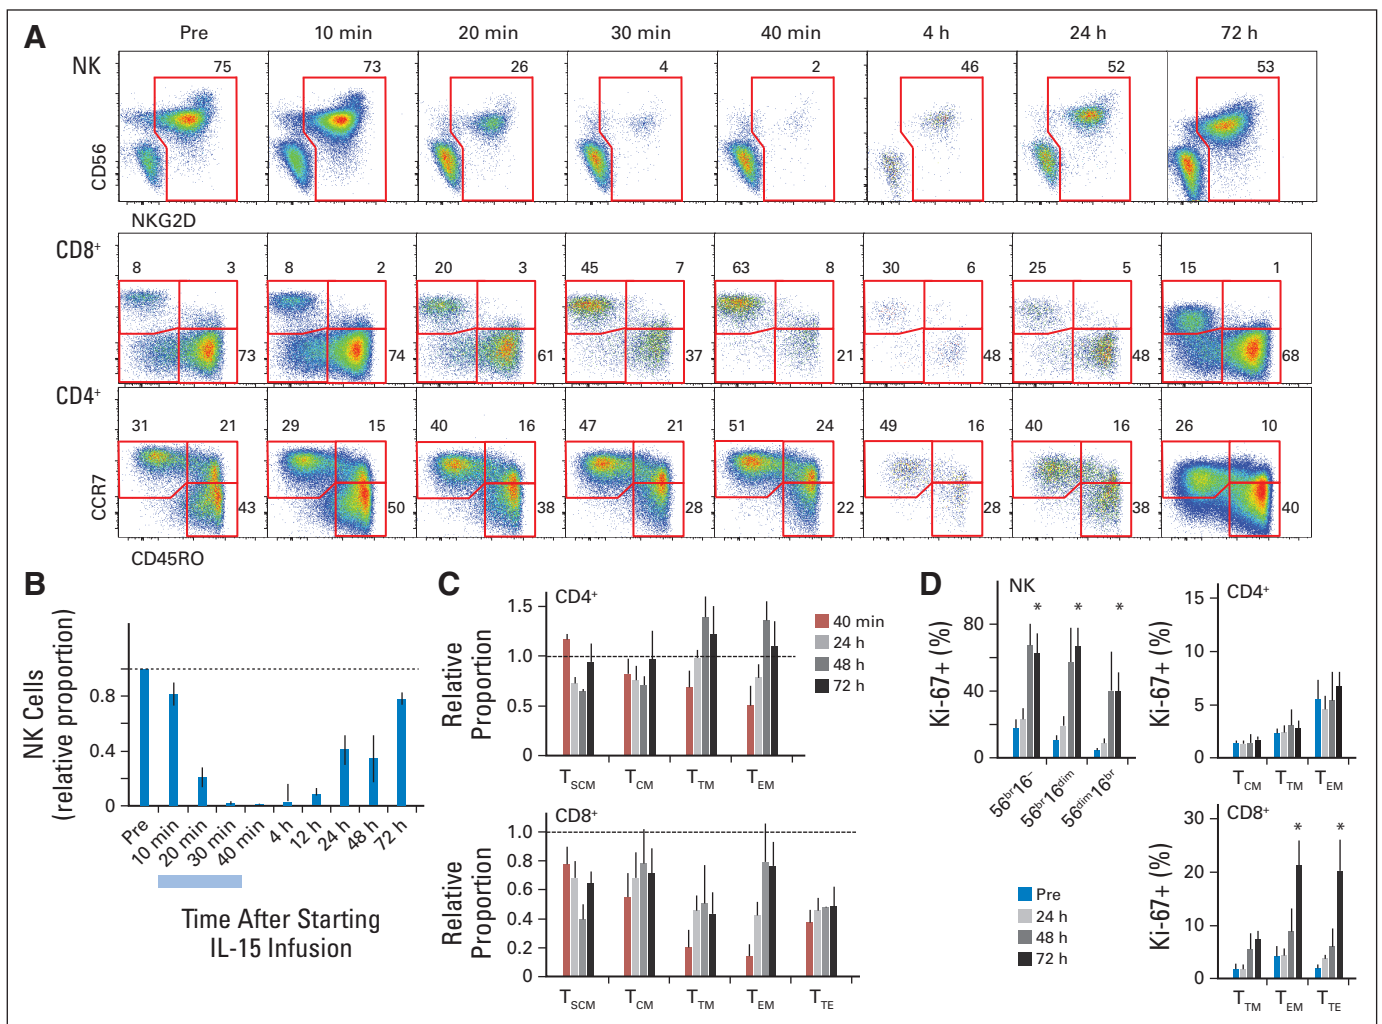 A
Pre 10 min 20 min 30 min 40 min 4 h 24 h 72 h
NK
75 73 26 4 2 46 52 53
CD56
NKG2D
CD8+
8 3 8 2 20 3 45 7 63 8 30 6 25 5 15 1
73 74 61 37 21 48 48 68
CD4+
31 21 29 15 40 16 47 21 51 24 49 16 40 16 26 10
43 50 38 28 22 28 38 40
CCR7
CD45RO
B
NK Cells
(relative proportion)
0.8
0.4
0
Pre 10 min 20 min 30 min 40 min 4 h 12 h 24 h 48 h 72 h
Time After Starting
IL-15 Infusion
C
CD4+
Relative
Proportion
1.5
1.0
0.5
0
TSCM TCM TTM TEM
40 min
24 h
48 h
72 h
CD8+
Relative
Proportion
1.0
0.8
0.6
0.4
0.2
0
TSCM TCM TTM TEM TTE
D
NK
Ki-67+ (%)
80
40
0
* * *
56br16– 56br16dim 56dim16br
CD4+
Ki-67+ (%)
15
10
5
0
TCM TTM TEM
Pre
24 h
48 h
72 h
CD8+
Ki-67+ (%)
30
20
10
0
* *
TTM TEM TTE